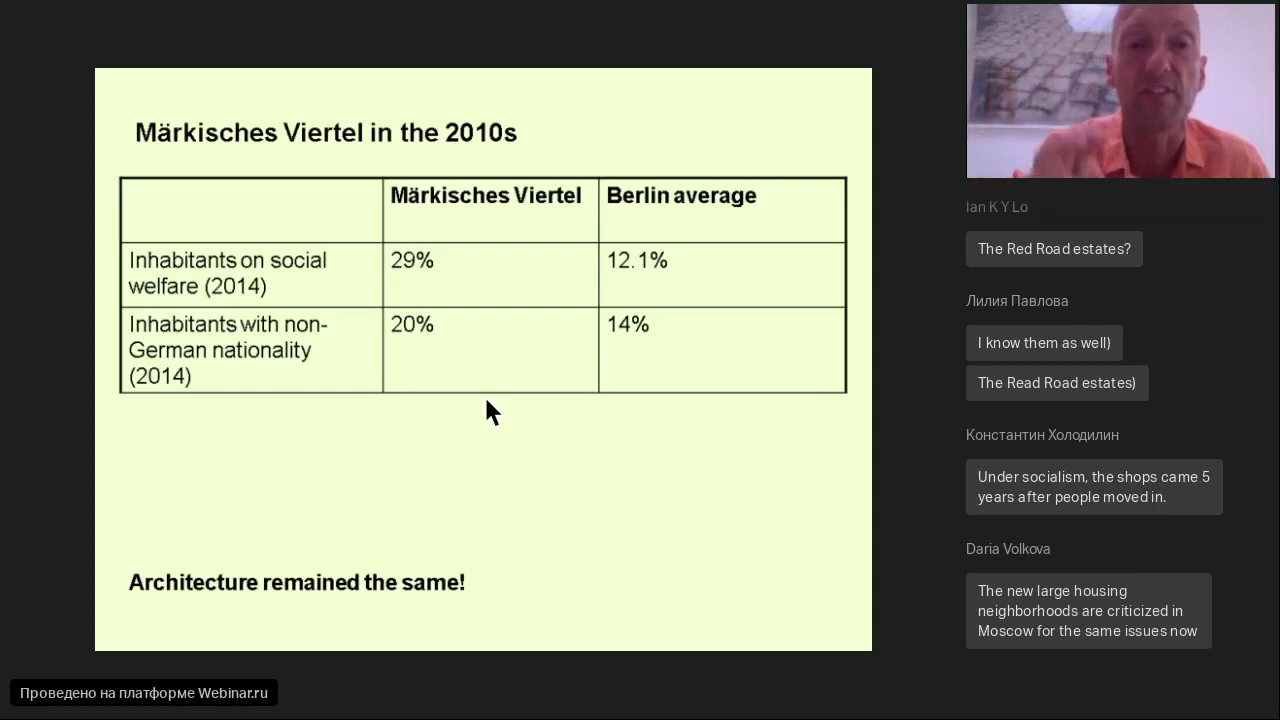 Märkisches Viertel in the 2010s
Märkisches Viertel
Berlin average
Inhabitants on social
welfare (2014)
29%
12.1%
Inhabitants with non-
German nationality
(2014)
20%
14%
Architecture remained the same!
Ian K Y Lo
The Red Road estates?
Лилия Павлова
I know them as well)
The Read Road estates)
Константин Холодилин
Under socialism, the shops came 5
years after people moved in.
Daria Volkova
The new large housing
neighborhoods are criticized in
Moscow for the same issues now
Проведено на платформе Webinar.ru